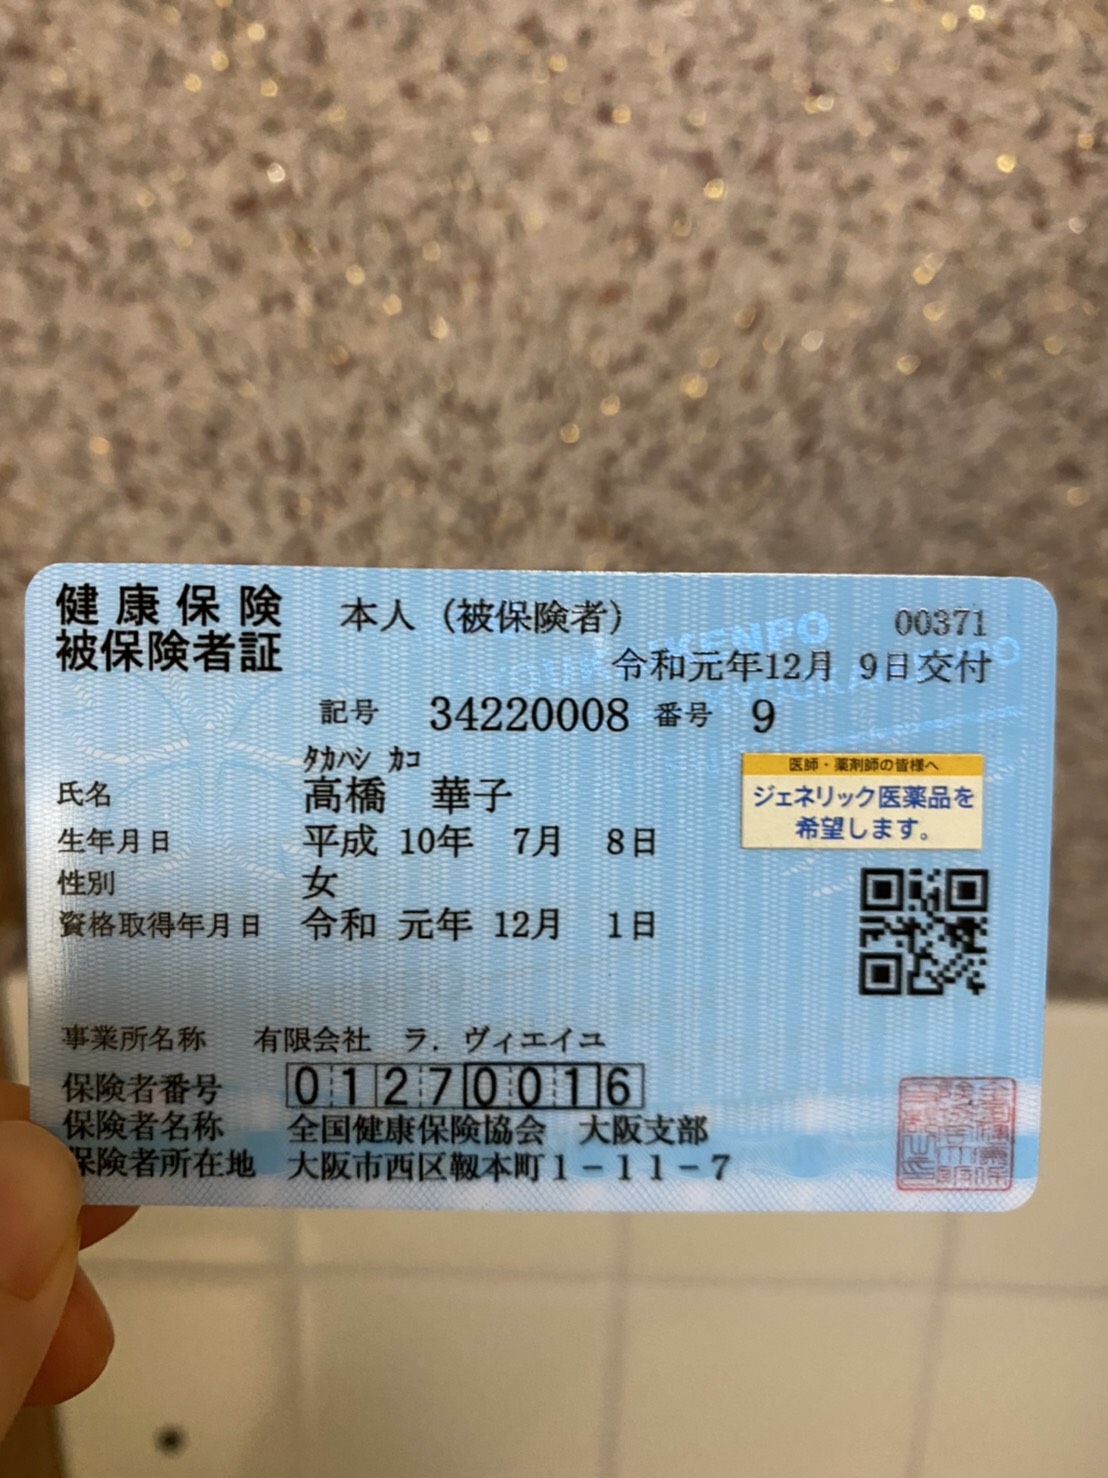 健康保険
被保険者証
本人（被保険者）
00371
令和元年12月 9日交付
記号 34220008 番号 9
ﾀｶﾊｼ ｶｺ
氏名 高橋 華子
生年月日 平成 10年 7月 8日
性別 女
資格取得年月日 令和 元年 12月 1日
医師・薬剤師の皆様へ
ジェネリック医薬品を
希望します。
事業所名称 有限会社 ラ．ヴィエイユ
保険者番号 01270016
保険者名称 全国健康保険協会 大阪支部
保険者所在地 大阪市西区靱本町１－１１－７